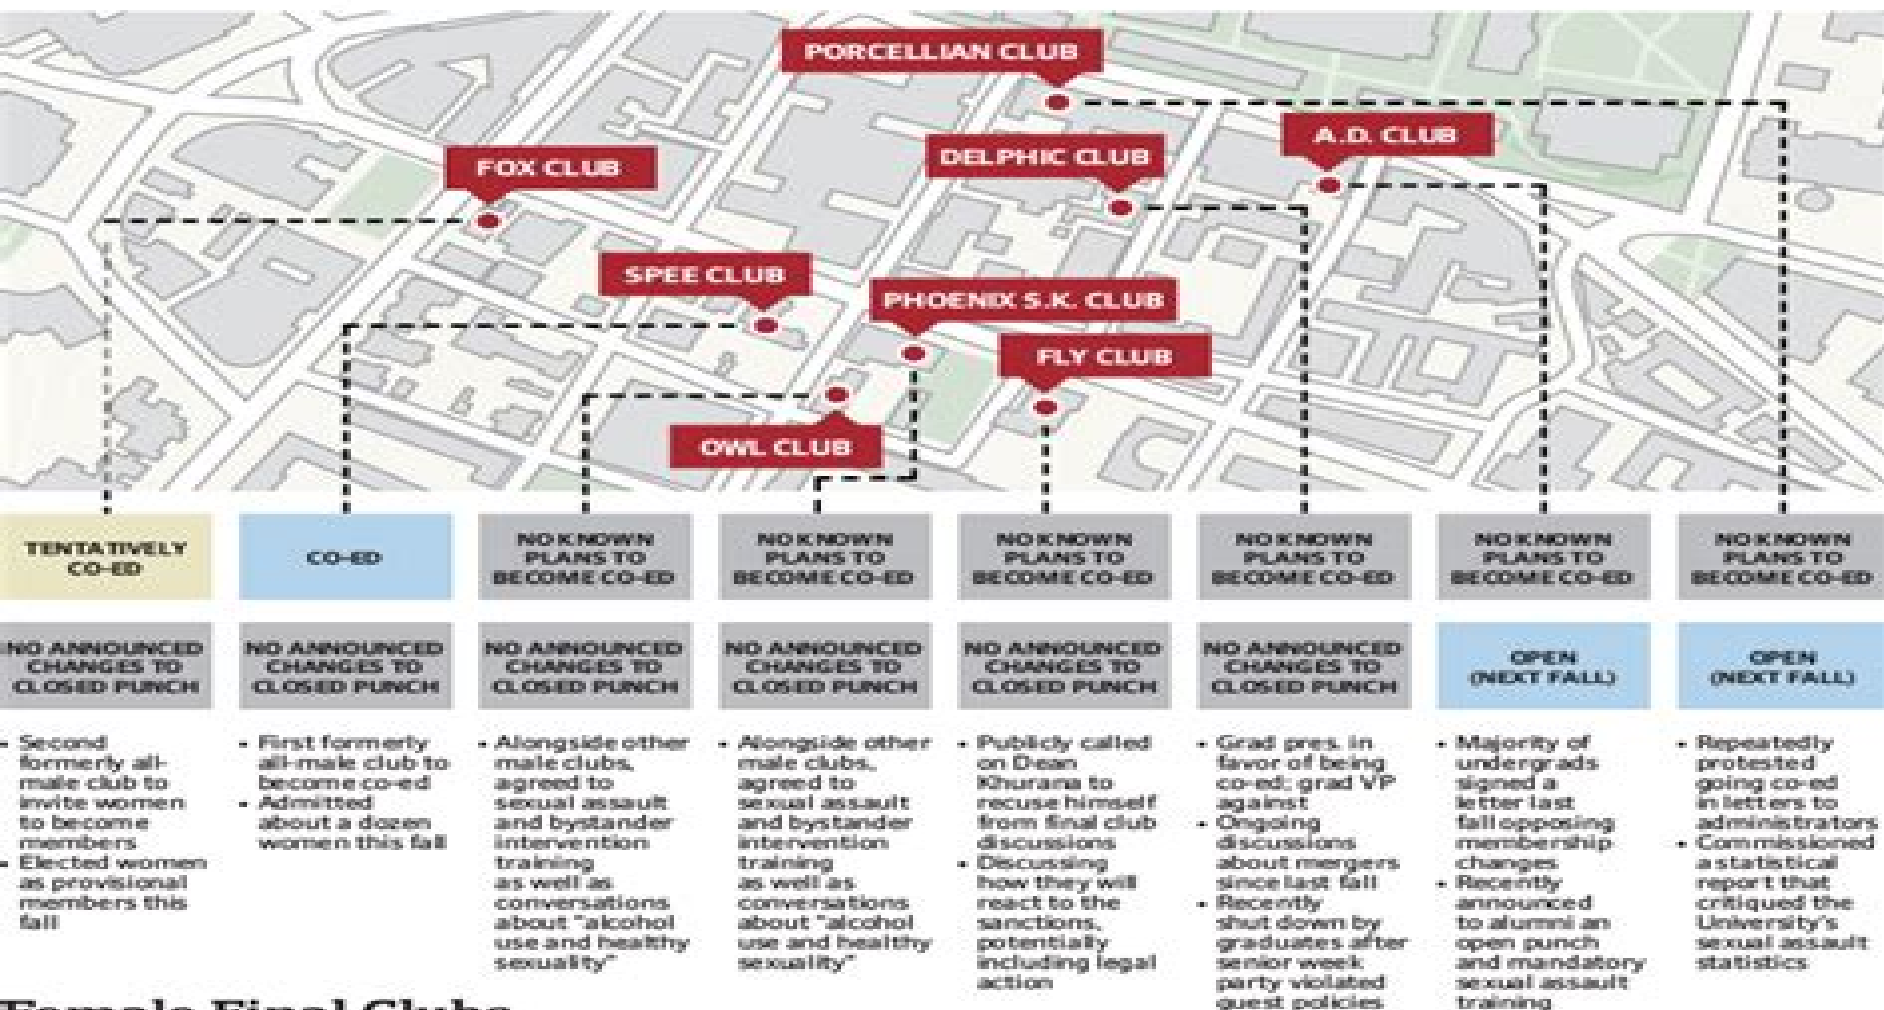 PORCELLIAN CLUB
A.D. CLUB
DELPHIC CLUB
FOX CLUB
SPEE CLUB
PHOENIX S.K. CLUB
FLY CLUB
OWL CLUB
TENTATIVELY
CO-ED
NO ANNOUNCED
CHANGES TO
CLOSED PUNCH
• Second
formerly all-
male club to
invite women
to become
members
• Elected women
as provisional
members this
fall
CO-ED
NO ANNOUNCED
CHANGES TO
CLOSED PUNCH
• First formerly
all-male club to
become co-ed
• Admitted
about a dozen
women this fall
NO KNOWN
PLANS TO
BECOME CO-ED
NO ANNOUNCED
CHANGES TO
CLOSED PUNCH
• Alongside other
male clubs,
agreed to
sexual assault
and bystander
intervention
training
as well as
conversations
about "alcohol
use and healthy
sexuality"
NO KNOWN
PLANS TO
BECOME CO-ED
NO ANNOUNCED
CHANGES TO
CLOSED PUNCH
• Alongside other
male clubs,
agreed to
sexual assault
and bystander
intervention
training
as well as
conversations
about "alcohol
use and healthy
sexuality"
NO KNOWN
PLANS TO
BECOME CO-ED
NO ANNOUNCED
CHANGES TO
CLOSED PUNCH
• Publicly called
on Dean
Khurana to
recuse himself
from final club
discussions
• Discussing
how they will
react to the
sanctions,
potentially
including legal
action
NO KNOWN
PLANS TO
BECOME CO-ED
NO ANNOUNCED
CHANGES TO
CLOSED PUNCH
• Grad pres. in
favor of being
co-ed; grad VP
against
• Ongoing
discussions
about mergers
since last fall
• Recently
shut down by
graduates after
senior week
party violated
guest policies
NO KNOWN
PLANS TO
BECOME CO-ED
OPEN
(NEXT FALL)
• Majority of
undergrads
signed a
letter last
fall opposing
membership
changes
• Recently
announced
to alumni an
open punch
and mandatory
sexual assault
training
NO KNOWN
PLANS TO
BECOME CO-ED
OPEN
(NEXT FALL)
• Repeatedly
protested
going co-ed
in letters to
administrators
• Commissioned
a statistical
report that
critiqued the
University's
sexual assault
statistics
Female Final Clubs